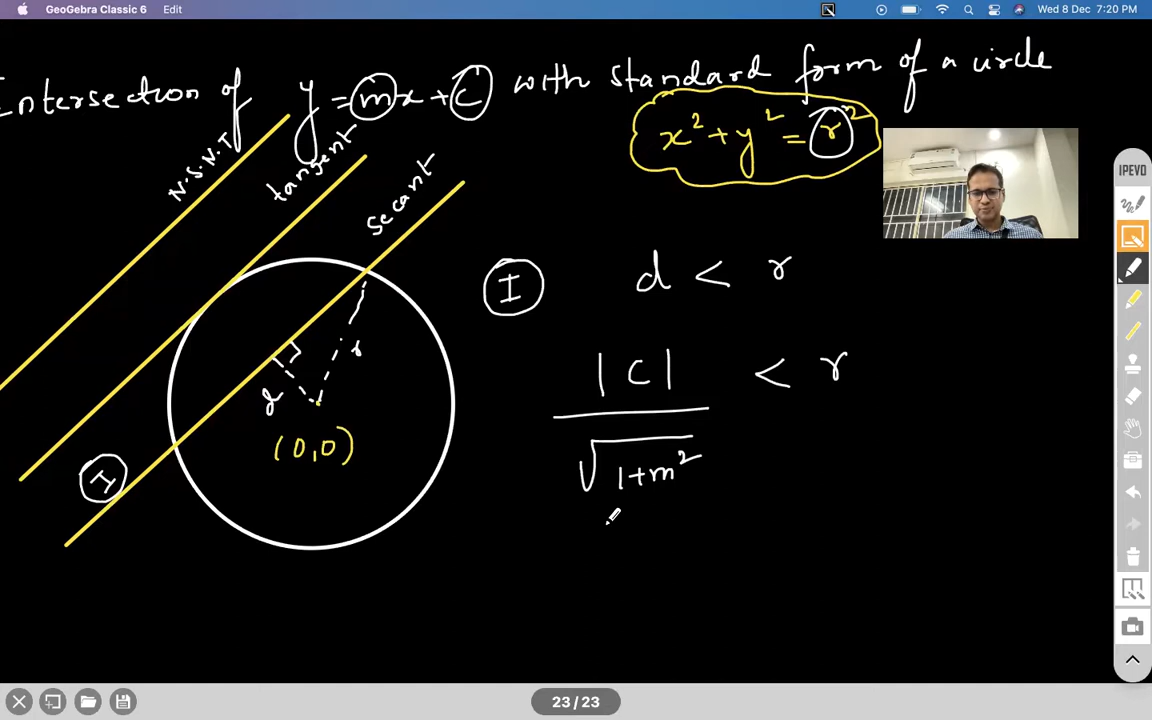 GeoGebra Classic 6 Edit Wed 8 Dec 7:20 PM
Intersection of y = mx + c with standard form of a circle
x² + y² = r²
IPEVO
N.S.N.T
tangent
secant
I d < r
r
d
|c| < r
√1+m²
(0,0)
I
23 / 23